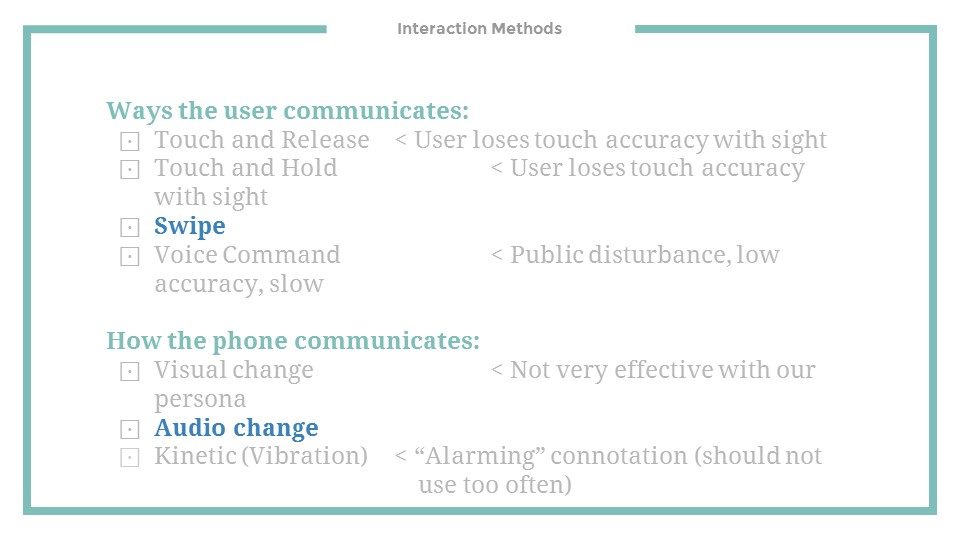 Interaction Methods
Ways the user communicates:
⊡ Touch and Release < User loses touch accuracy with sight
⊡ Touch and Hold < User loses touch accuracy
with sight
⊡ Swipe
⊡ Voice Command < Public disturbance, low
accuracy, slow
How the phone communicates:
⊡ Visual change < Not very effective with our
persona
⊡ Audio change
⊡ Kinetic (Vibration) < “Alarming” connotation (should not
use too often)